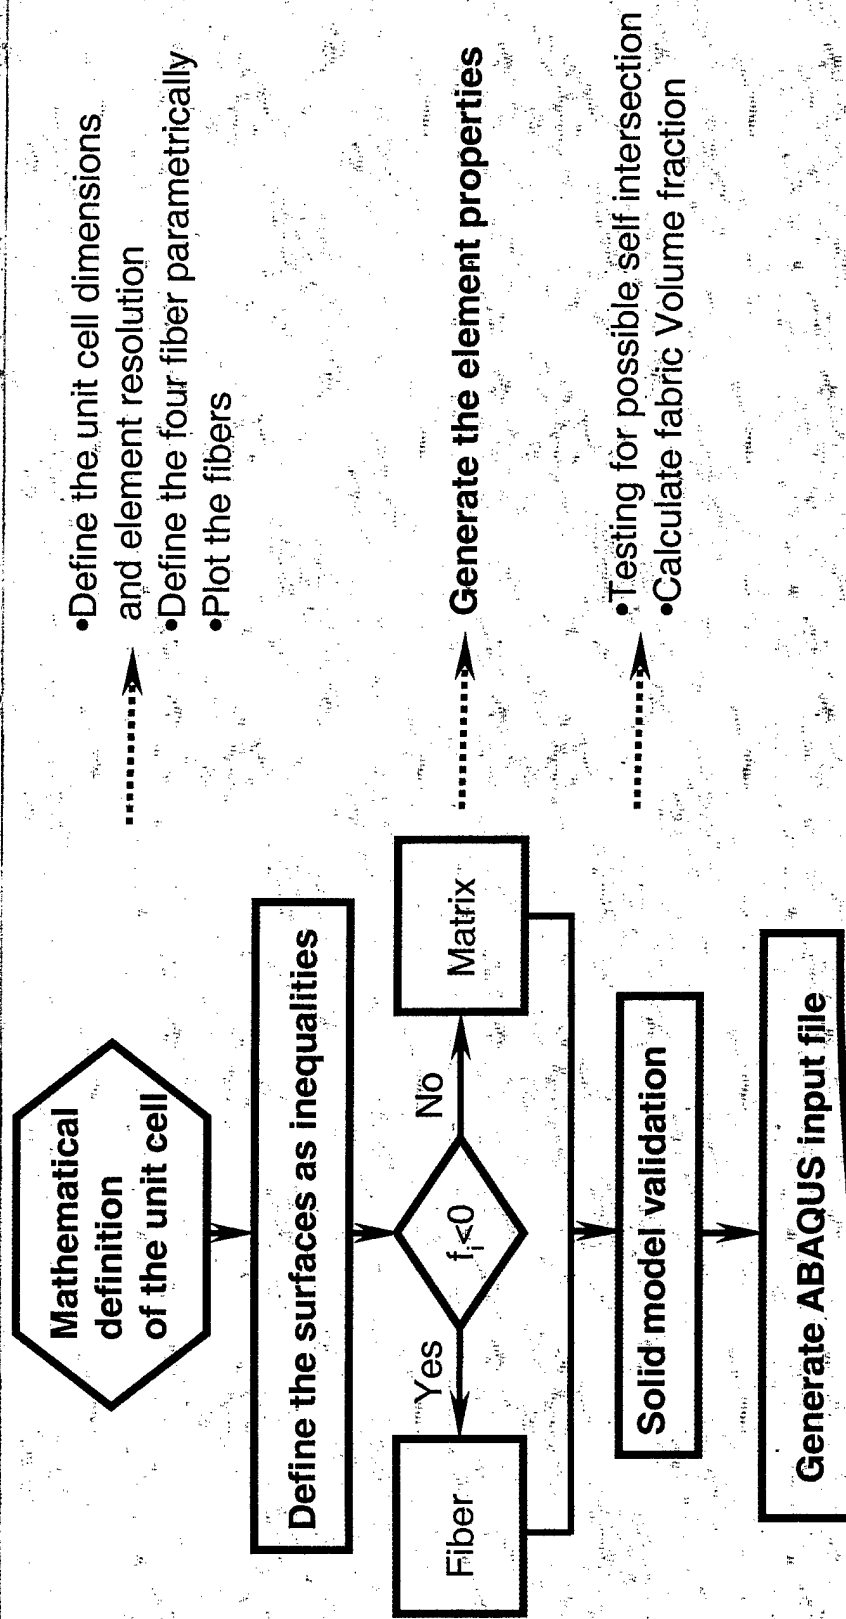 Mathematical
definition
of the unit cell
•Define the unit cell dimensions
and element resolution
•Define the four fiber parametrically
•Plot the fibers
Define the surfaces as inequalities
Fiber
Yes
fi<0
No
Matrix
Generate the element properties
Solid model validation
•Testing for possible self intersection
•Calculate fabric Volume fraction
Generate ABAQUS input file